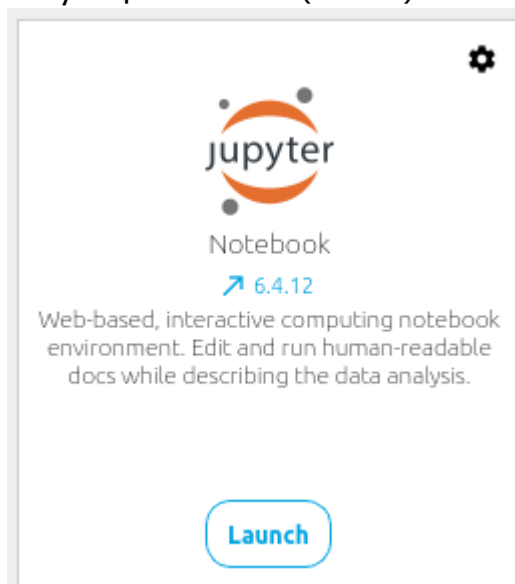 jupyter
Notebook
6.4.12
Web-based, interactive computing notebook
environment. Edit and run human-readable
docs while describing the data analysis.
Launch